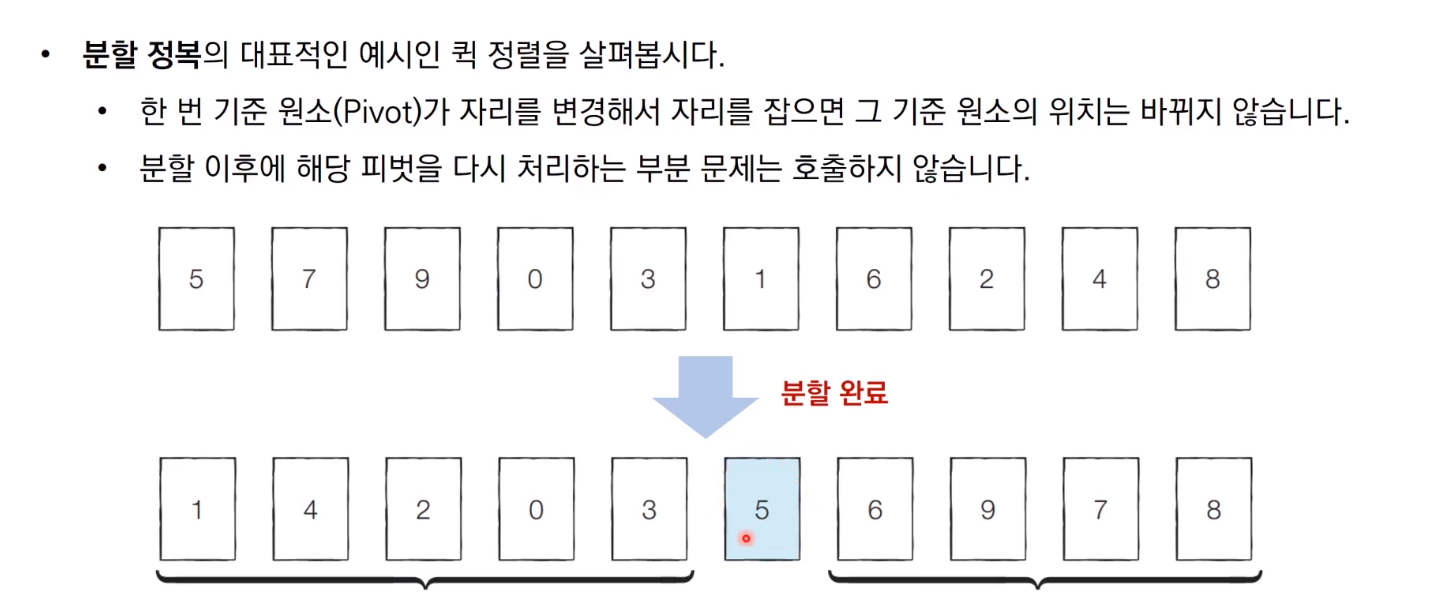 • 분할 정복의 대표적인 예시인 퀵 정렬을 살펴봅시다.
• 한 번 기준 원소(Pivot)가 자리를 변경해서 자리를 잡으면 그 기준 원소의 위치는 바뀌지 않습니다.
• 분할 이후에 해당 피벗을 다시 처리하는 부분 문제는 호출하지 않습니다.
5 7 9 0 3 1 6 2 4 8
분할 완료
1 4 2 0 3 5 6 9 7 8